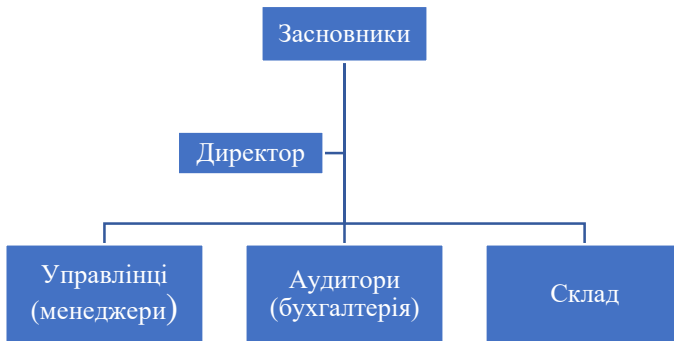 Засновники
Директор
Управлінці
(менеджери)
Аудитори
(бухгалтерія)
Склад